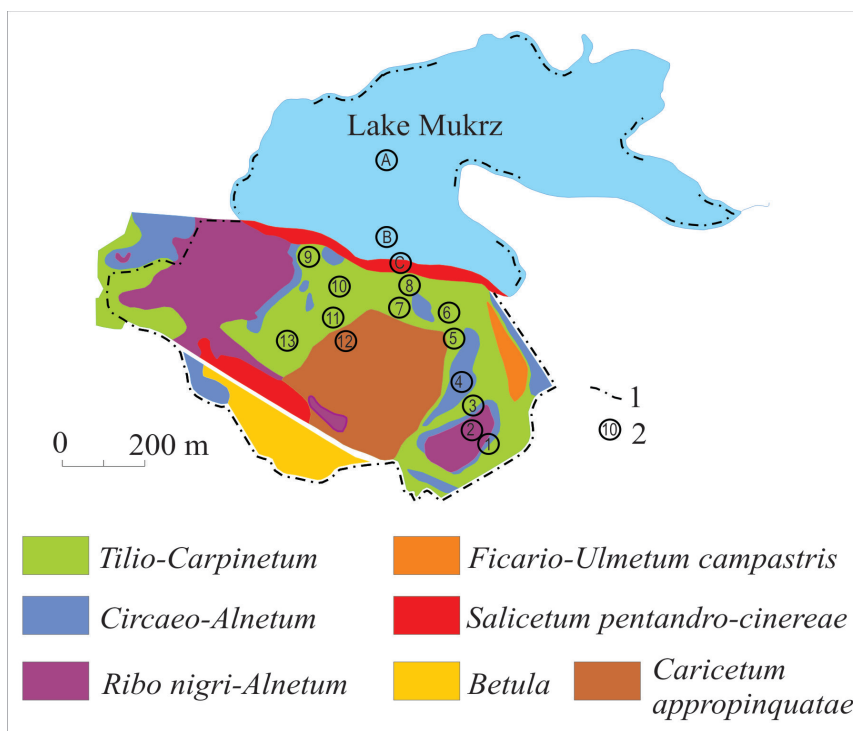 Lake Mukrz
A
B
C
9
8
10
7
6
11
5
13
12
4
3
2
1
1
10 2
0 200 m
Tilio-Carpinetum
Ficario-Ulmetum campastris
Circaeo-Alnetum
Salicetum pentandro-cinereae
Ribo nigri-Alnetum
Betula
Caricetum
appropinquatae